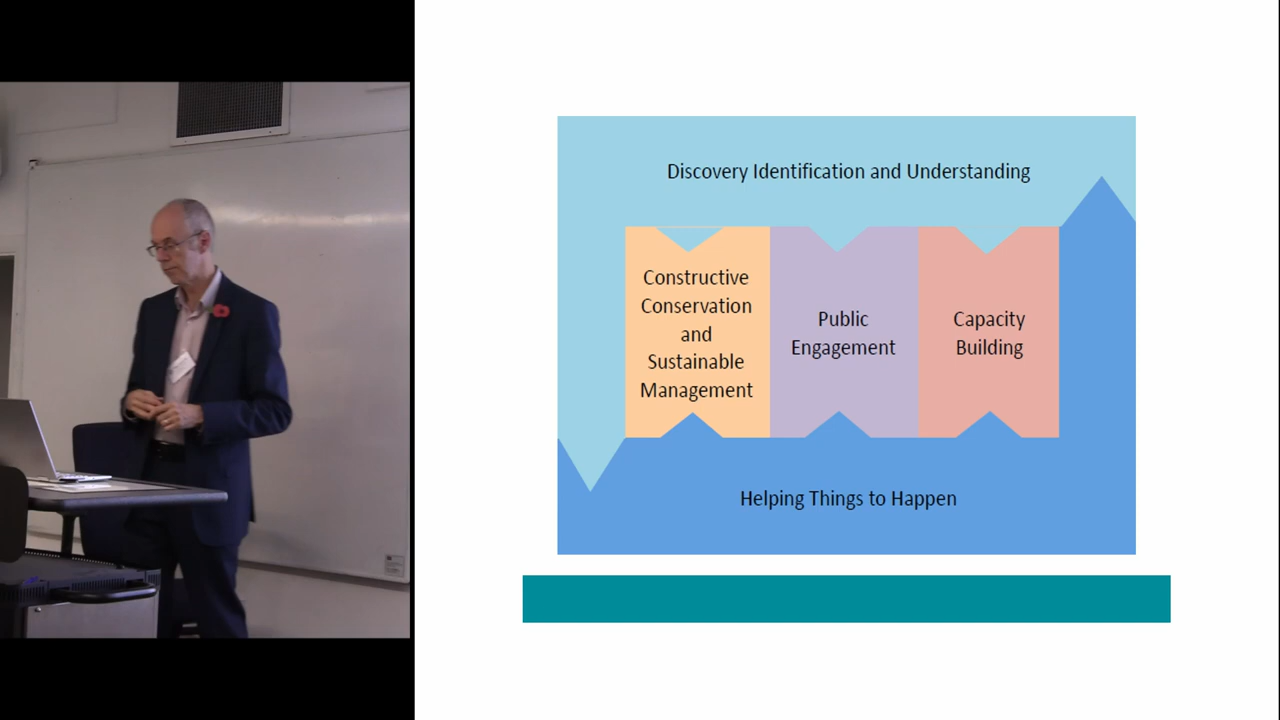 Discovery Identification and Understanding
Constructive
Conservation
and
Sustainable
Management
Public
Engagement
Capacity
Building
Helping Things to Happen